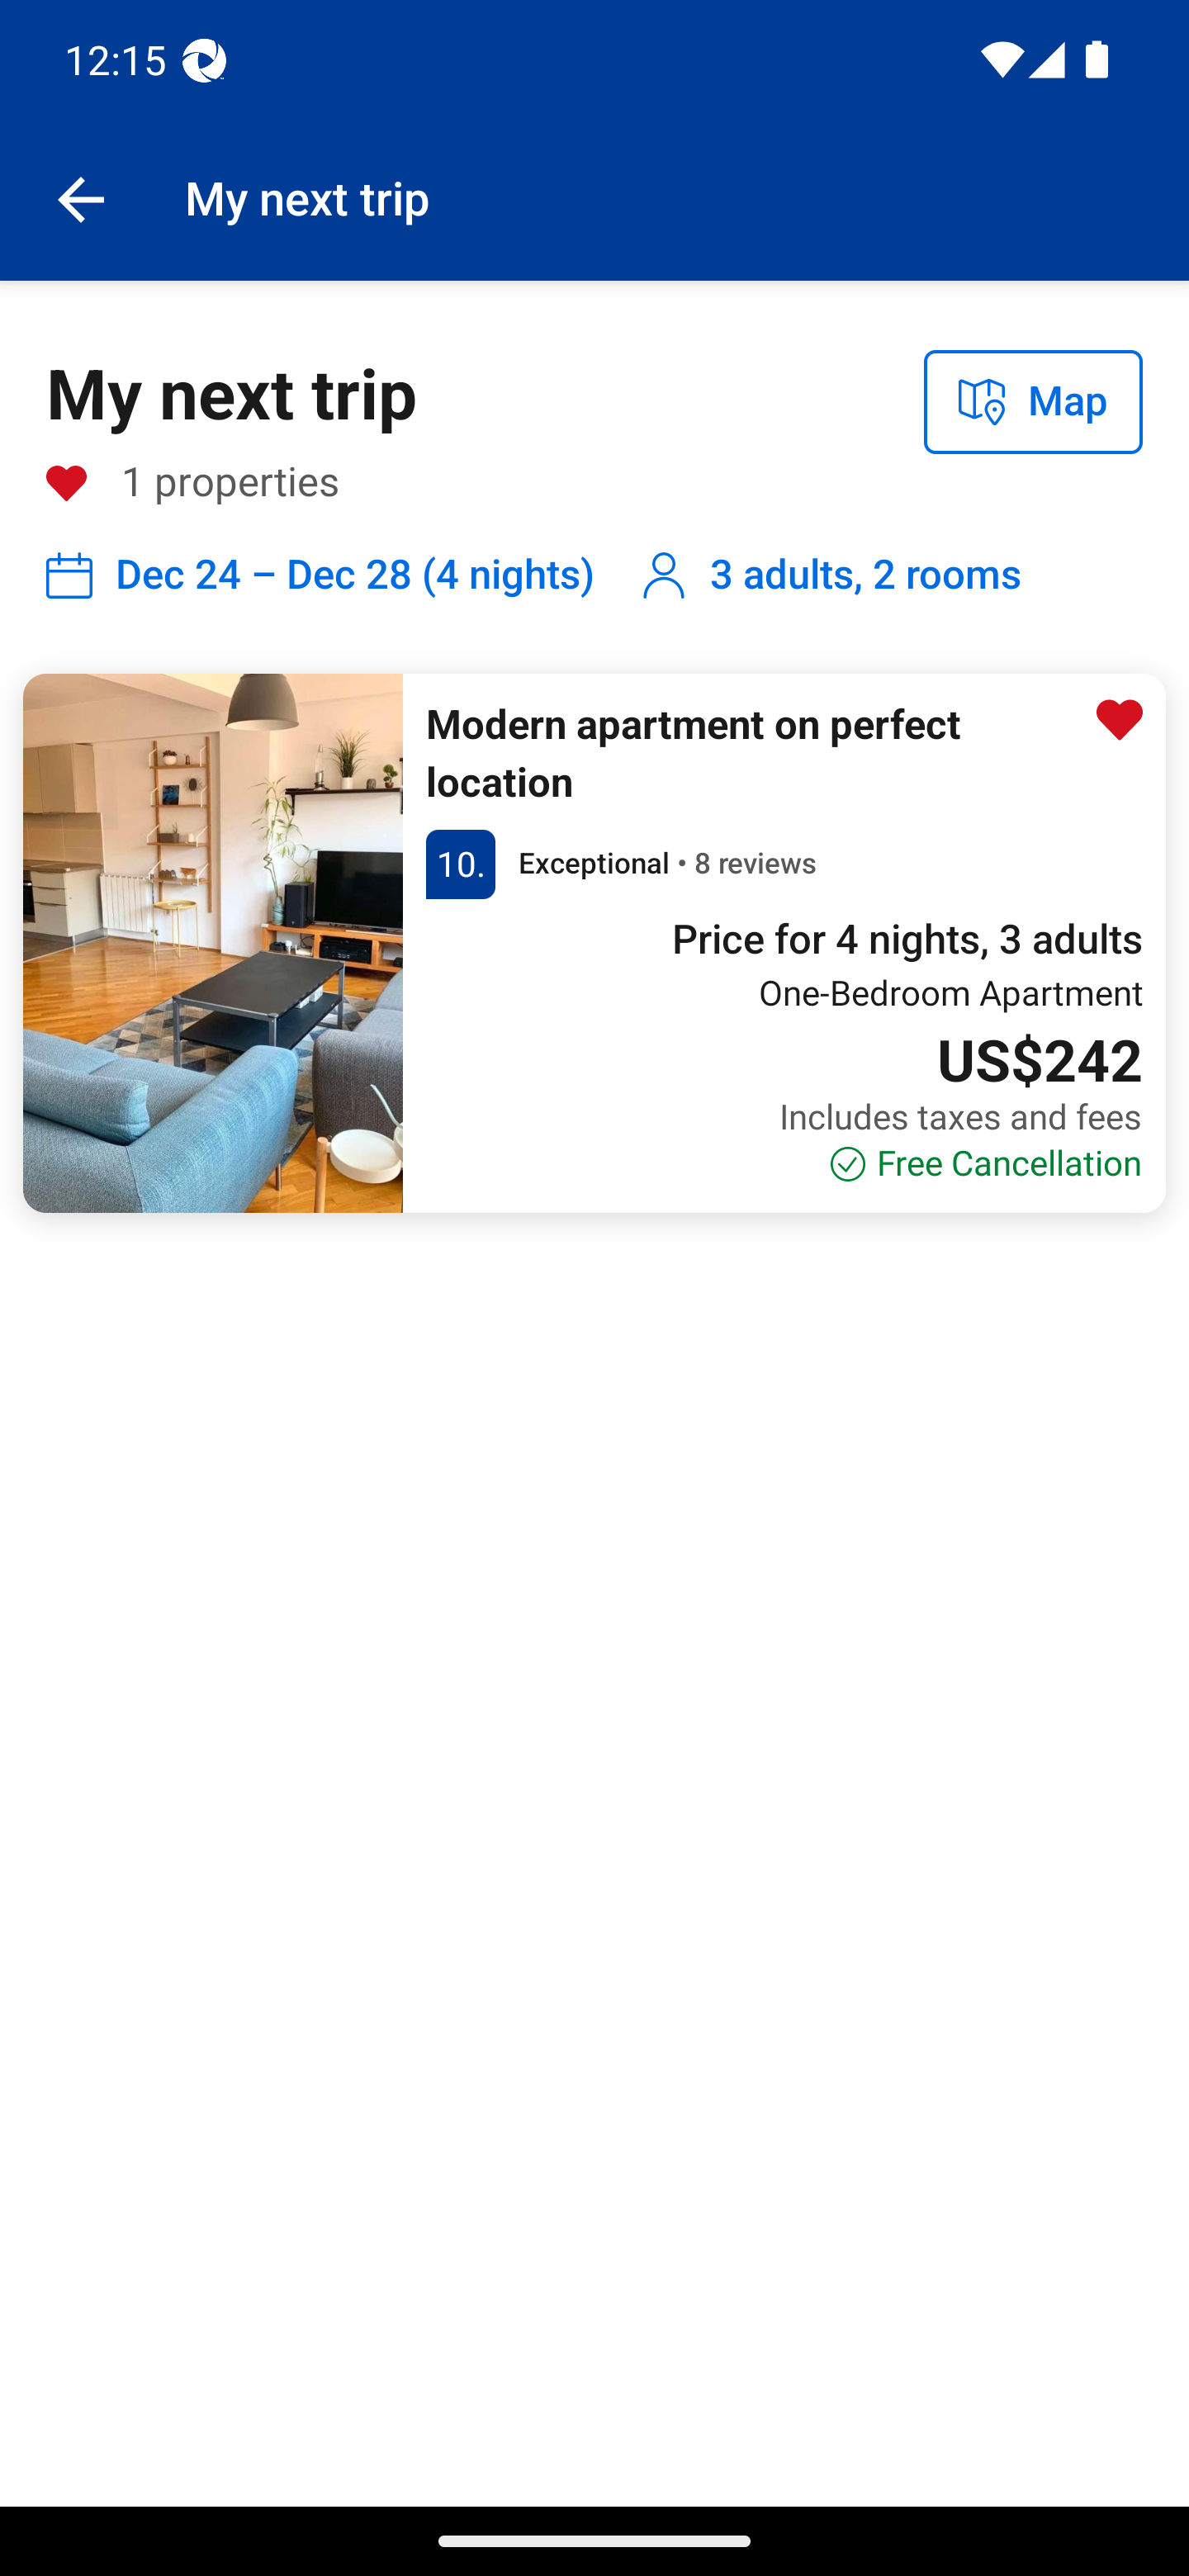 12:15
My next trip
My next trip
Map
1 properties
Dec 24 – Dec 28 (4 nights)
3 adults, 2 rooms
Modern apartment on perfect
location
10.
Exceptional • 8 reviews
Price for 4 nights, 3 adults
One-Bedroom Apartment
US$242
Includes taxes and fees
Free Cancellation